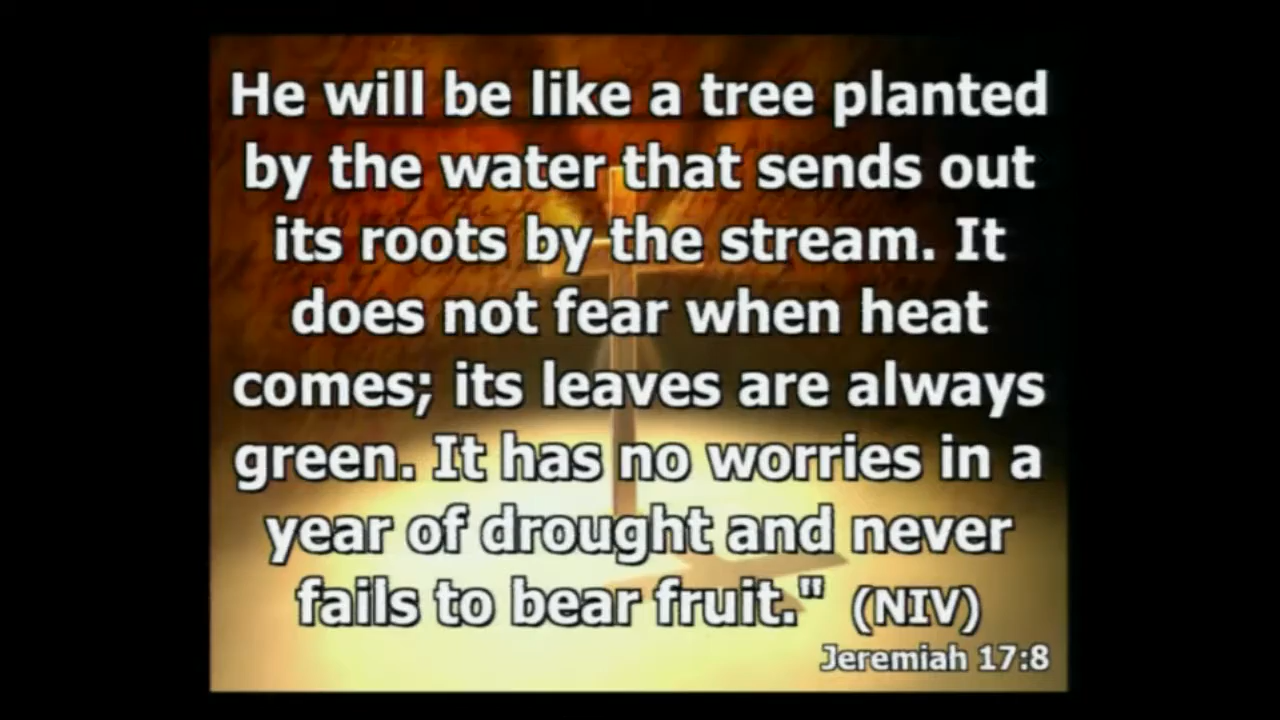 He will be like a tree planted
by the water that sends out
its roots by the stream. It
does not fear when heat
comes; its leaves are always
green. It has no worries in a
year of drought and never
fails to bear fruit." (NIV)
Jeremiah 17:8